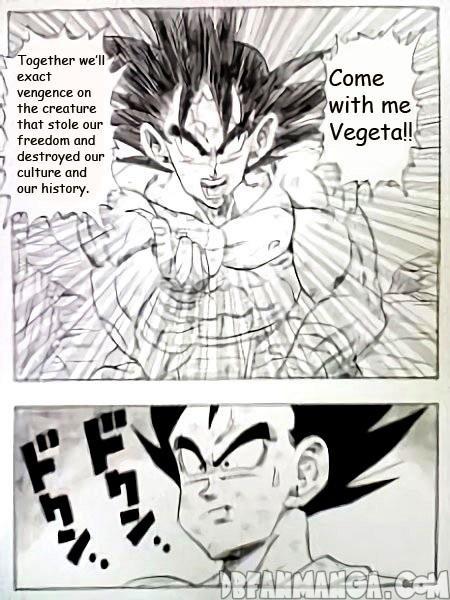 Come
with me
Vegeta!!
Together we'll
exact
vengence on
the creature
that stole our
freedom and
destroyed our
culture and
our history.
ドクン・・
ドクン・・
DBFANMANGA.COM